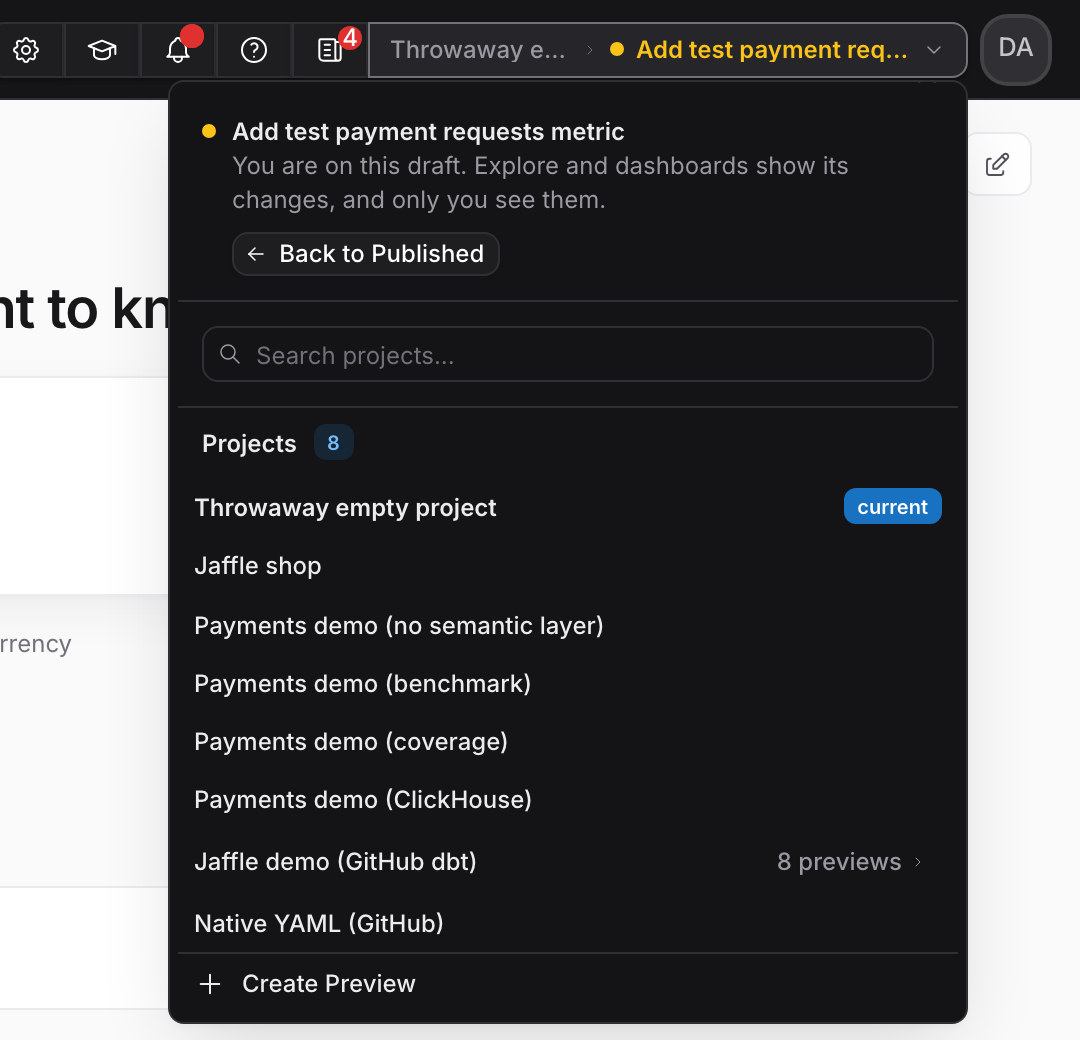 4
Throwaway e... › Add test payment req...
DA
Add test payment requests metric
You are on this draft. Explore and dashboards show its
changes, and only you see them.
← Back to Published
nt to kn
Search projects...
Projects 8
Throwaway empty project current
Jaffle shop
Payments demo (no semantic layer)
rrency
Payments demo (benchmark)
Payments demo (coverage)
Payments demo (ClickHouse)
Jaffle demo (GitHub dbt) 8 previews ›
Native YAML (GitHub)
+ Create Preview